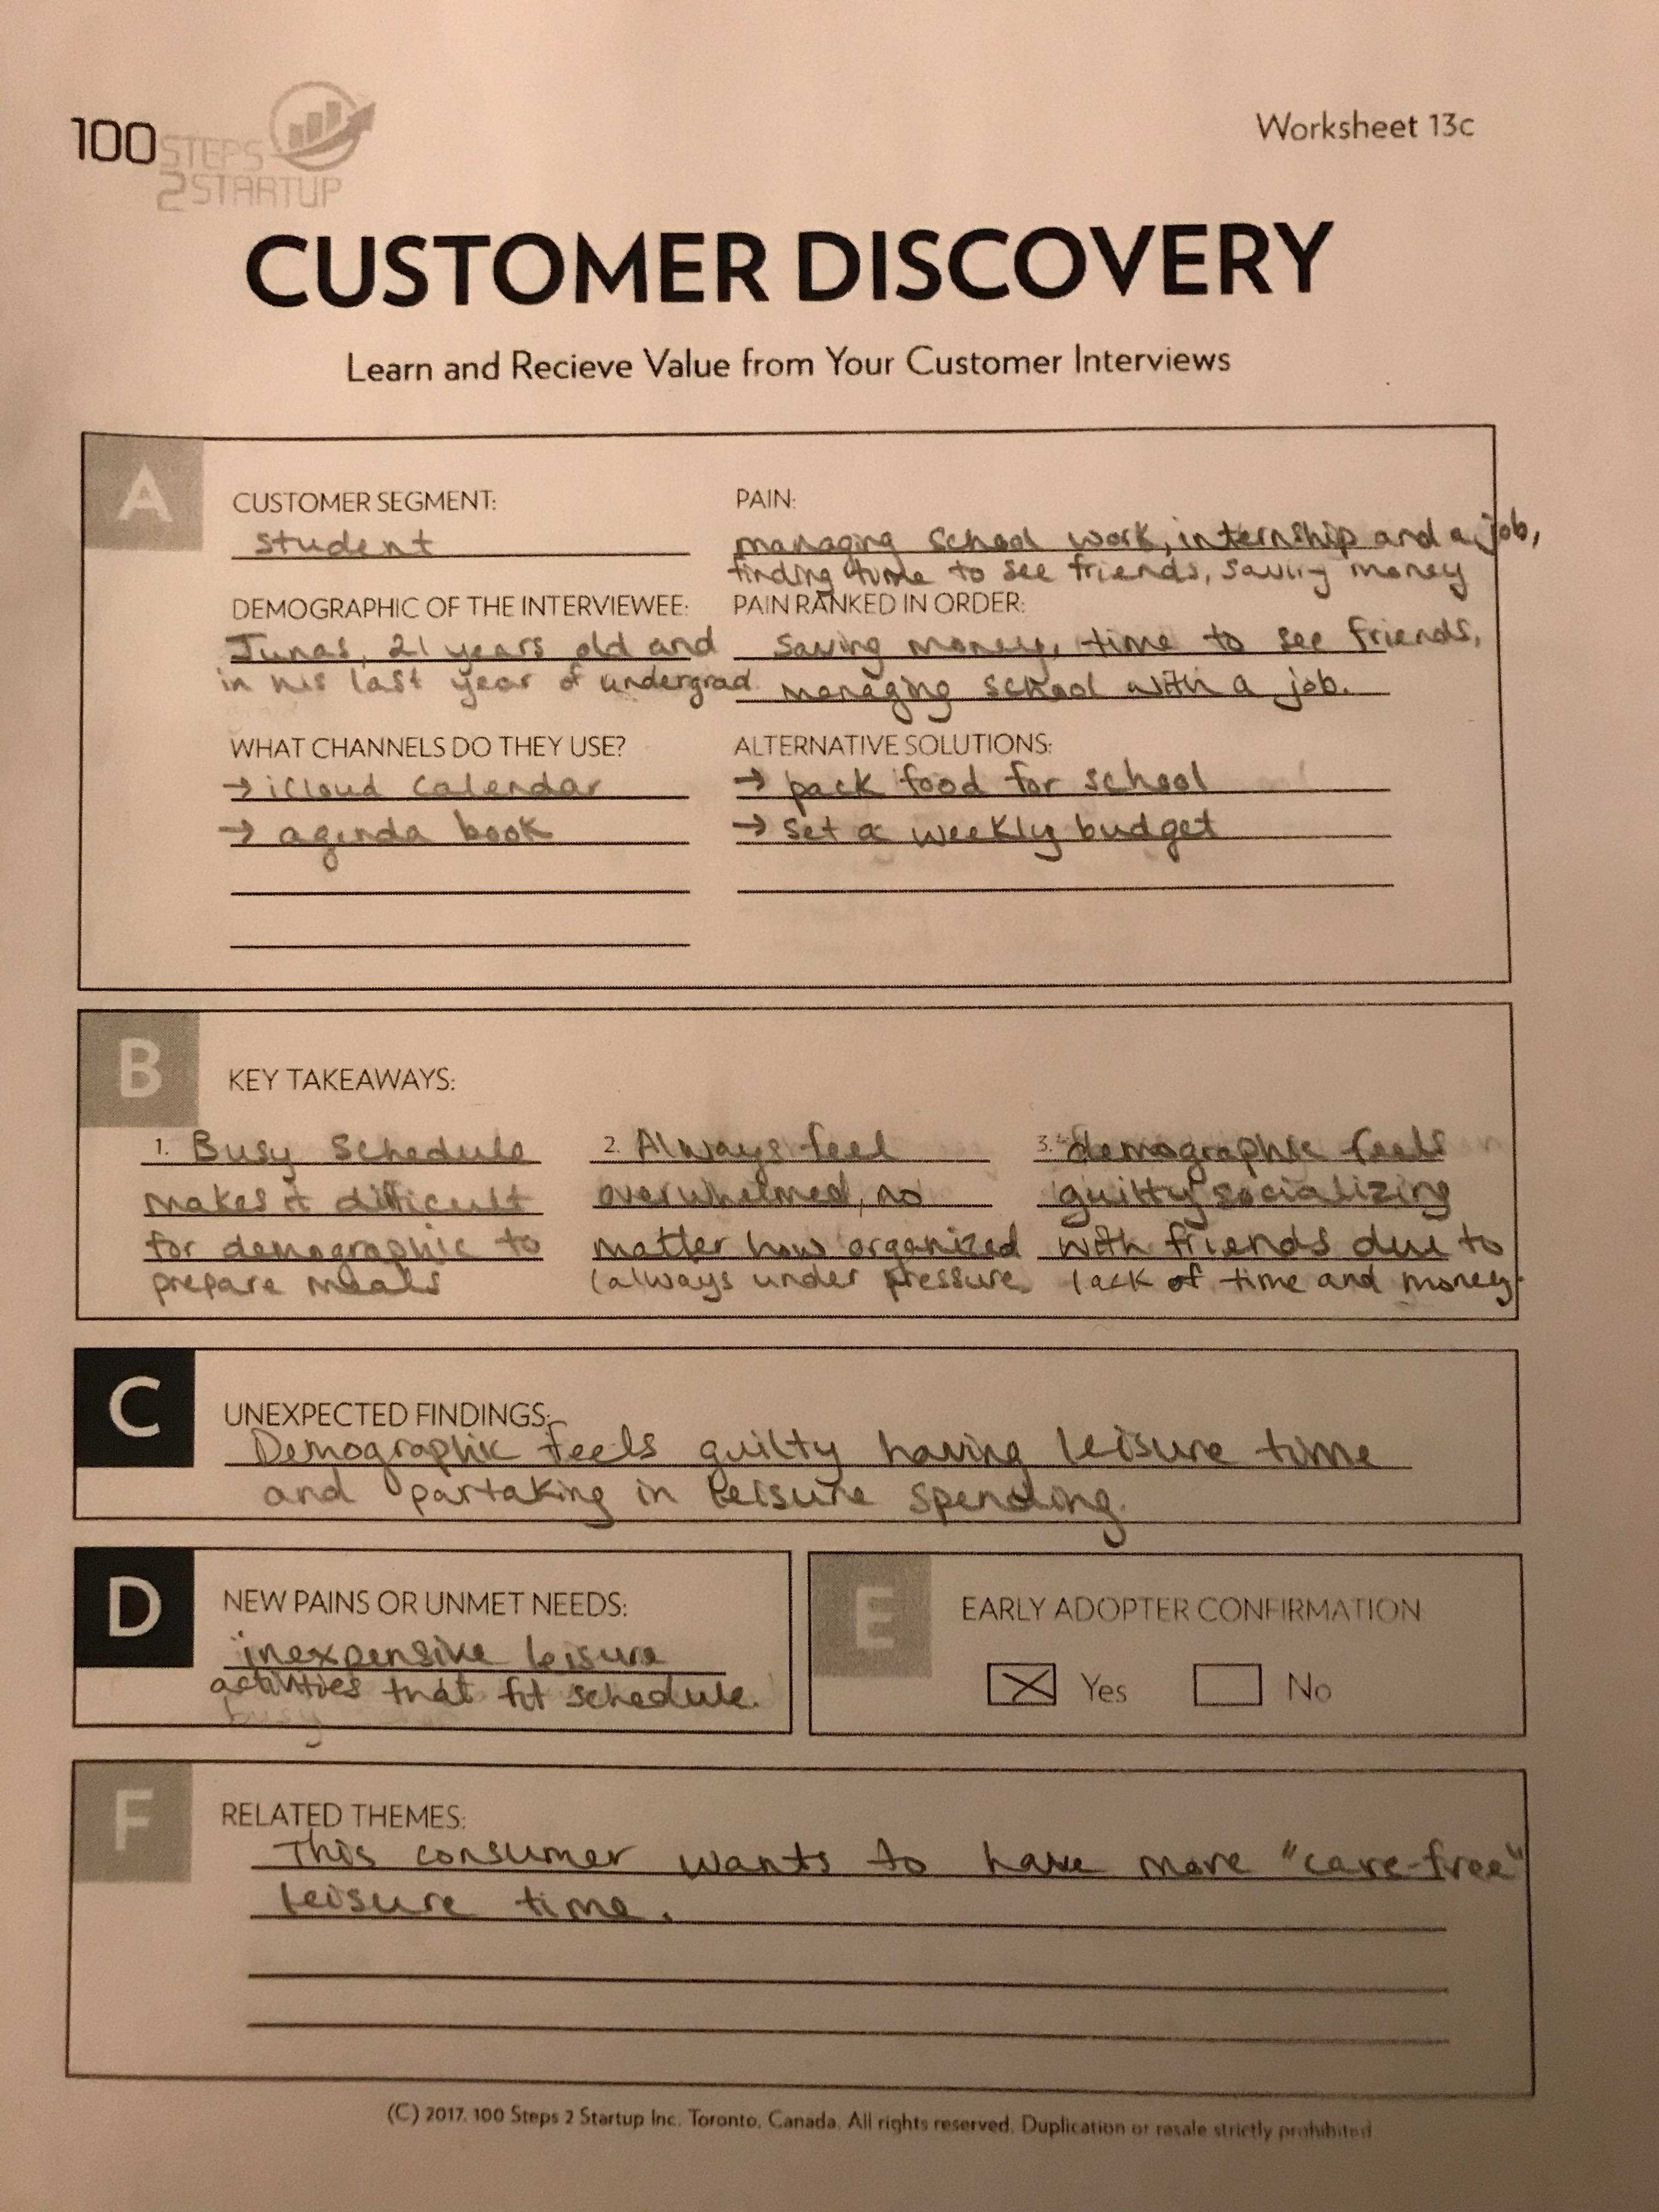 100 STEPS
2 STARTUP
Worksheet 13c
CUSTOMER DISCOVERY
Learn and Recieve Value from Your Customer Interviews
A
CUSTOMER SEGMENT:
student
PAIN:
managing school work, internship and a job,
finding time to see friends, saving money
DEMOGRAPHIC OF THE INTERVIEWEE:
Junas, 21 years old and
in his last year of undergrad.
PAIN RANKED IN ORDER:
Saving money, time to see friends,
managing school with a job.
WHAT CHANNELS DO THEY USE?
→ iCloud Calendar
→ agenda book
ALTERNATIVE SOLUTIONS:
→ pack food for school
→ Set a weekly budget
B
KEY TAKEAWAYS:
1. Busy Schedule
makes it difficult
for demographic to
prepare meals
2. Always feel
overwhelmed, no
matter how organized
(always under pressure
3. demographic feels
guilty socializing
with friends due to
lack of time and money.
C
UNEXPECTED FINDINGS:
Demographic feels guilty having leisure time
and partaking in leisure spending.
D
NEW PAINS OR UNMET NEEDS:
inexpensive leisure
activities that fit schedule.
busy
E
EARLY ADOPTER CONFIRMATION
Yes No
F
RELATED THEMES:
This consumer wants to have more "care-free"
leisure time.
(C) 2017. 100 Steps 2 Startup Inc. Toronto, Canada. All rights reserved. Duplication or resale strictly prohibited